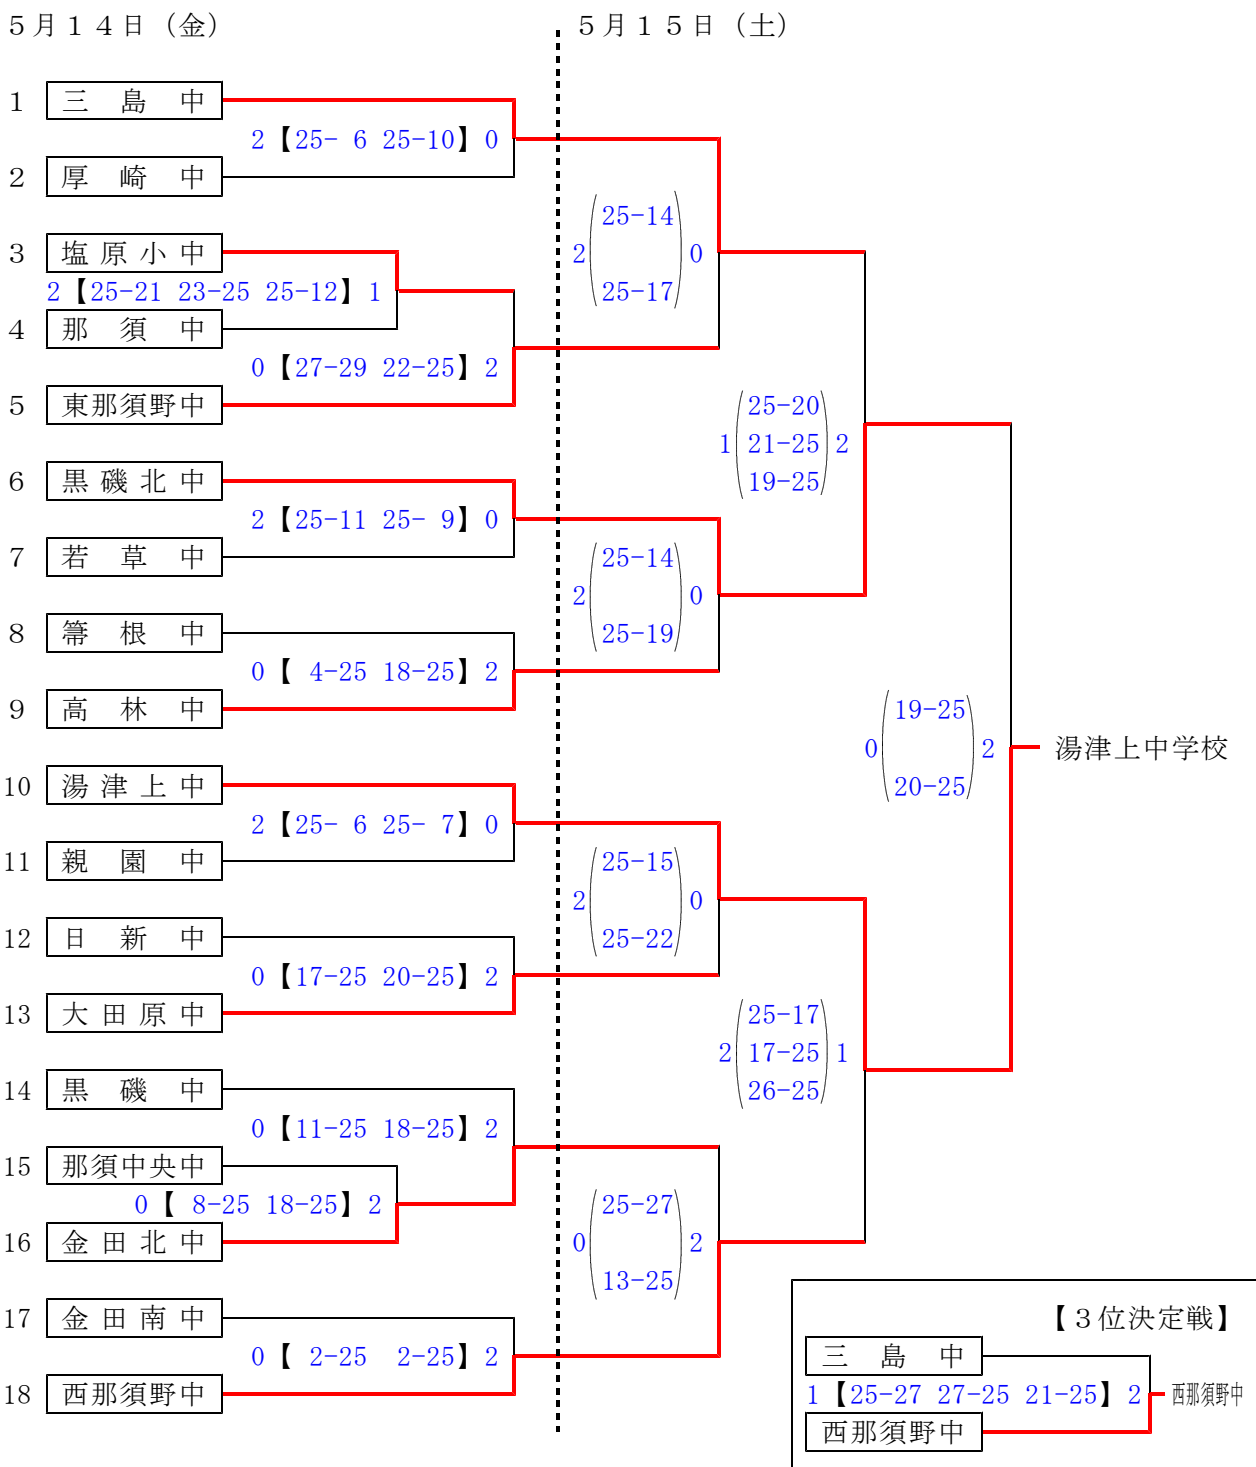 ５月１４日（金）
５月１５日（土）
1 三島中
2【25- 6 25-10】0
2 厚崎中
25-14
2 0
25-17
3 塩原小中
2【25-21 23-25 25-12】1
4 那須中
0【27-29 22-25】2
5 東那須野中
25-20
1 21-25 2
19-25
6 黒磯北中
2【25-11 25- 9】0
7 若草中
25-14
2 0
25-19
8 箒根中
0【 4-25 18-25】2
9 高林中
19-25
0 2
20-25
湯津上中学校
10 湯津上中
2【25- 6 25- 7】0
11 親園中
25-15
2 0
25-22
12 日新中
0【17-25 20-25】2
13 大田原中
25-17
2 17-25 1
26-25
14 黒磯中
0【11-25 18-25】2
15 那須中央中
0【 8-25 18-25】2
16 金田北中
25-27
0 2
13-25
17 金田南中
0【 2-25  2-25】2
18 西那須野中
【３位決定戦】
三島中
1【25-27 27-25 21-25】2
西那須野中
西那須野中